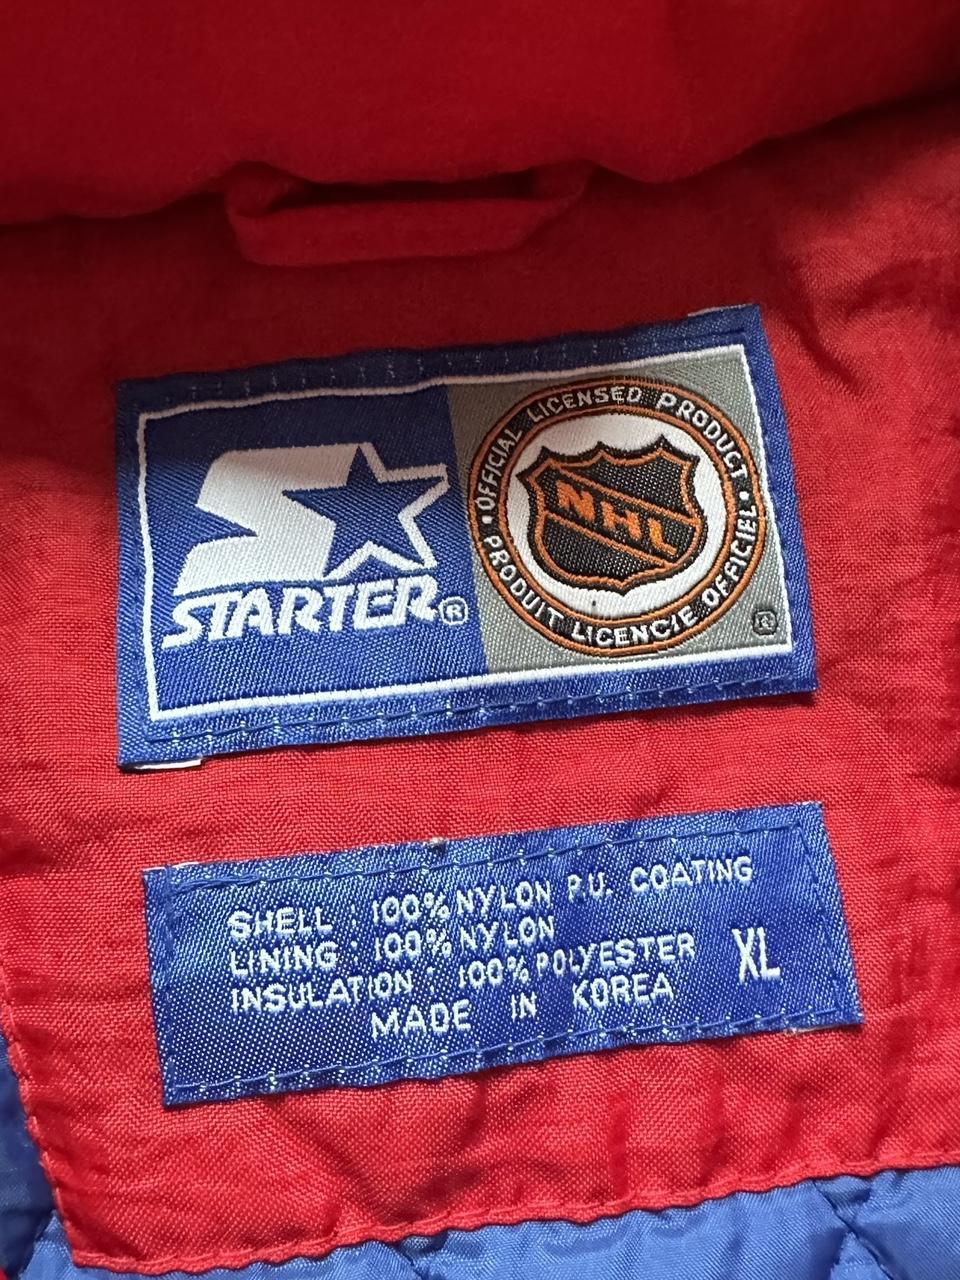 STARTER®
• OFFICIAL LICENSED PRODUCT •
NHL
PRODUIT LICENCIE OFFICIEL
®
SHELL : 100% NYLON P.U. COATING
LINING : 100% NYLON
INSULATION : 100% POLYESTER
XL
MADE IN KOREA